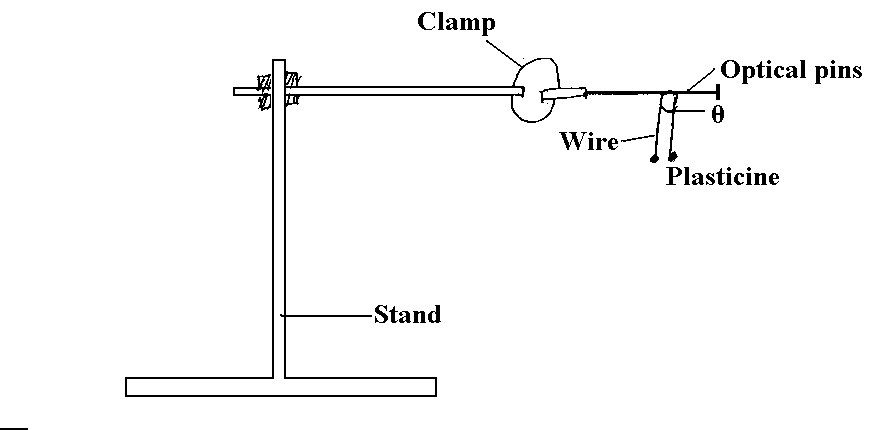 Clamp
Optical pins
θ
Wire
Plasticine
Stand